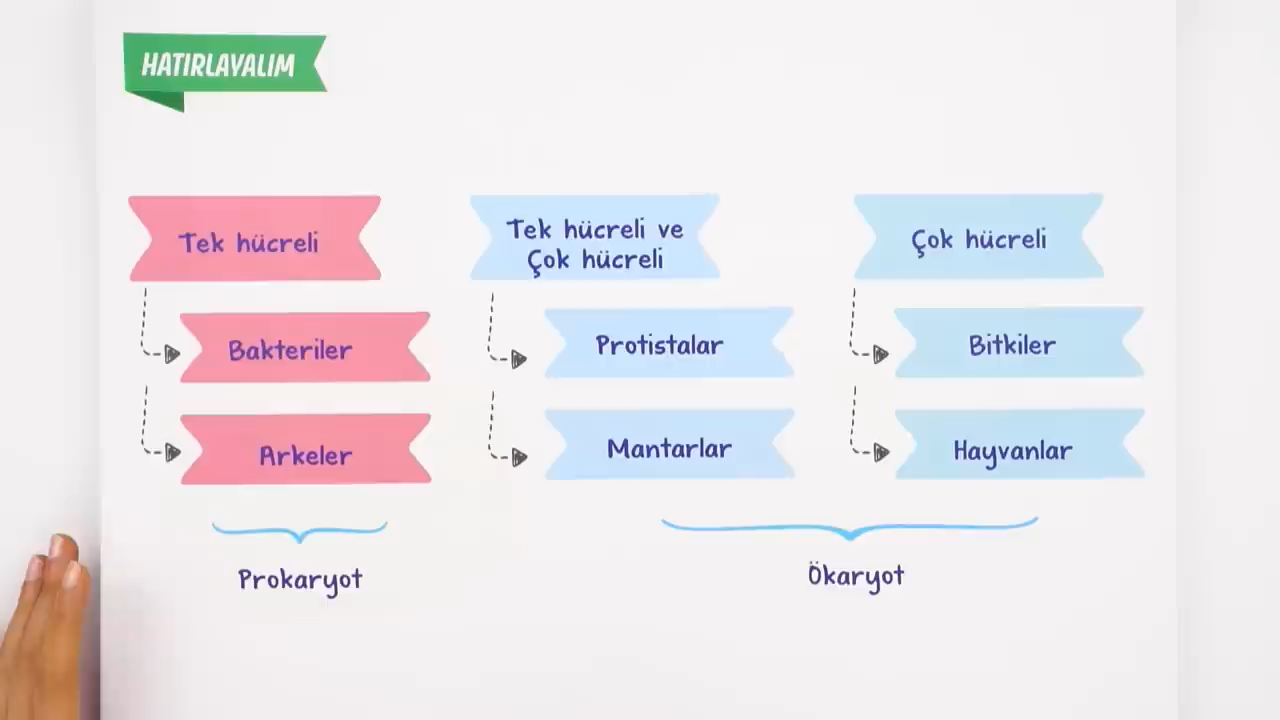 HATIRLAYALIM
Tek hücreli
Bakteriler
Arkeler
Prokaryot
Tek hücreli ve
Çok hücreli
Protistalar
Mantarlar
Çok hücreli
Bitkiler
Hayvanlar
Ökaryot